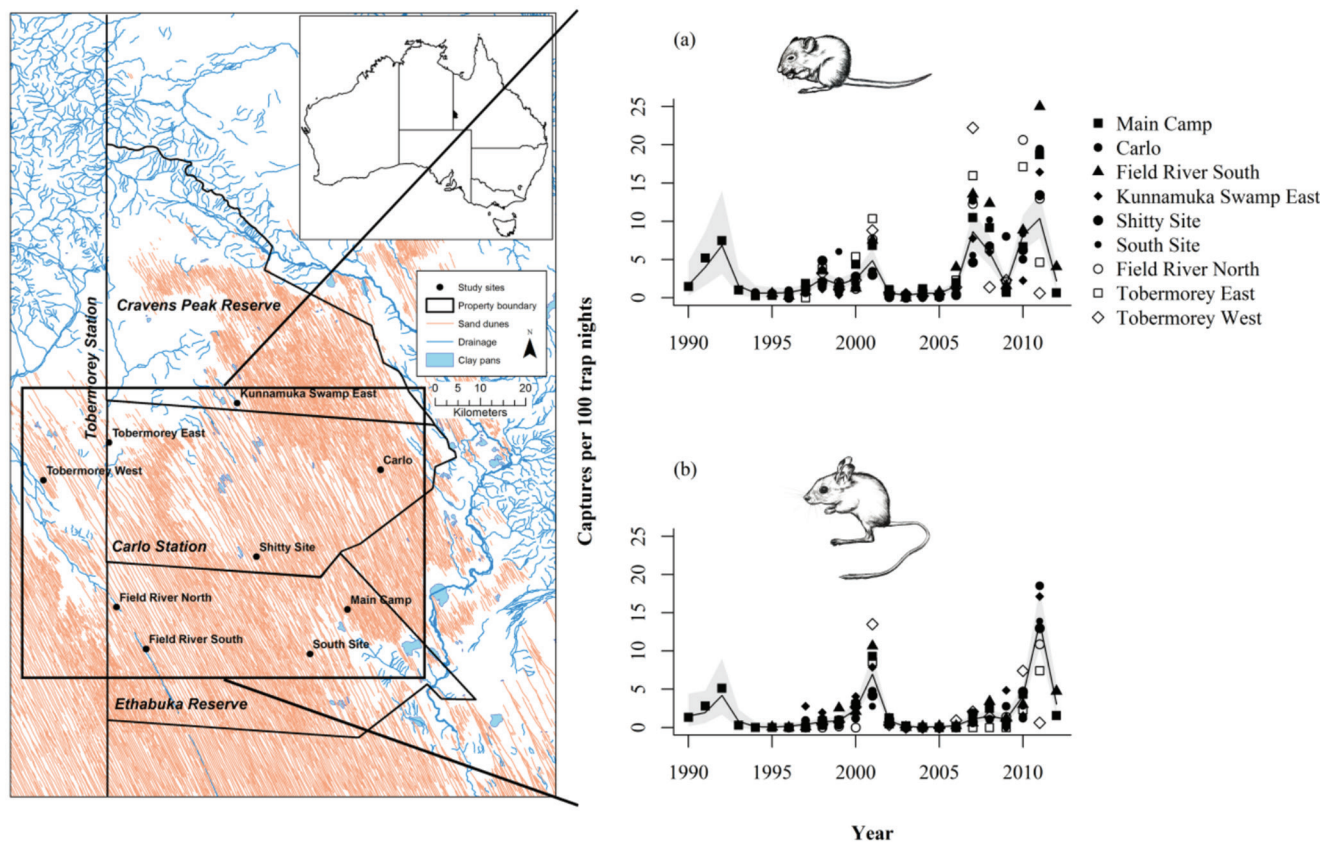 Cravens Peak Reserve
Tobermorey Station
Study sites
Property boundary
Sand dunes
Drainage
Clay pans
N
0 5 10 20
Kilometers
Kunnamuka Swamp East
Tobermorey East
Tobermorey West
Carlo
Carlo Station
Shitty Site
Field River North
Main Camp
Field River South
South Site
Ethabuka Reserve
Captures per 100 trap nights
(a)
25
20
15
10
5
0
1990 1995 2000 2005 2010
Main Camp
Carlo
Field River South
Kunnamuka Swamp East
Shitty Site
South Site
Field River North
Tobermorey East
Tobermorey West
(b)
25
20
15
10
5
0
1990 1995 2000 2005 2010
Year